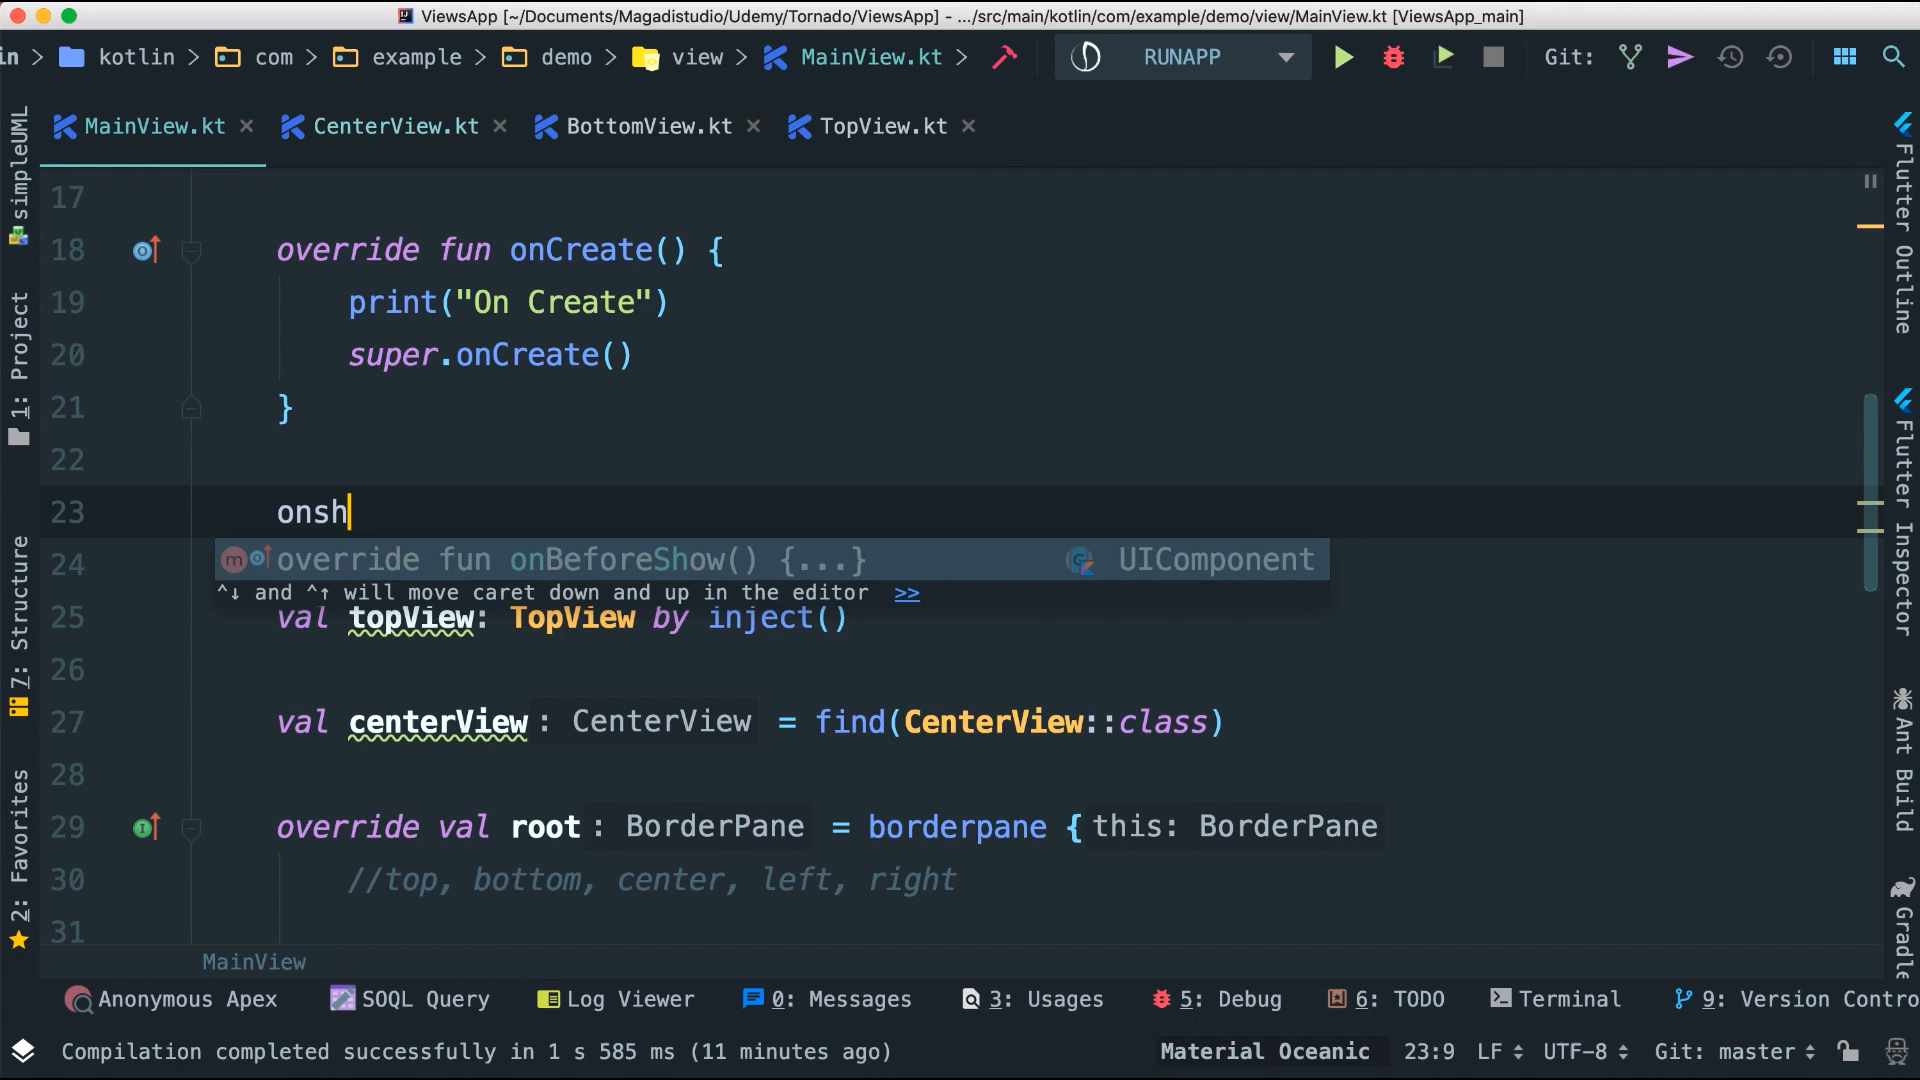 ViewsApp [~/Documents/Magadistudio/Udemy/Tornado/ViewsApp] - .../src/main/kotlin/com/example/demo/view/MainView.kt [ViewsApp_main]
in > kotlin > com > example > demo > view > MainView.kt > RUNAPP Git:
MainView.kt × CenterView.kt × BottomView.kt × TopView.kt ×
17
18 override fun onCreate() {
19 print("On Create")
20 super.onCreate()
21 }
22
23 onsh
24 override fun onBeforeShow() {...} UIComponent
^↓ and ^↑ will move caret down and up in the editor >>
25 val topView: TopView by inject()
26
27 val centerView: CenterView = find(CenterView::class)
28
29 override val root: BorderPane = borderpane { this: BorderPane
30 //top, bottom, center, left, right
31
MainView
simpleUML
1: Project
7: Structure
2: Favorites
Flutter Outline
Flutter Inspector
Ant Build
Gradle
Anonymous Apex SOQL Query Log Viewer 0: Messages 3: Usages 5: Debug 6: TODO Terminal 9: Version Contro
Compilation completed successfully in 1 s 585 ms (11 minutes ago) Material Oceanic 23:9 LF UTF-8 Git: master